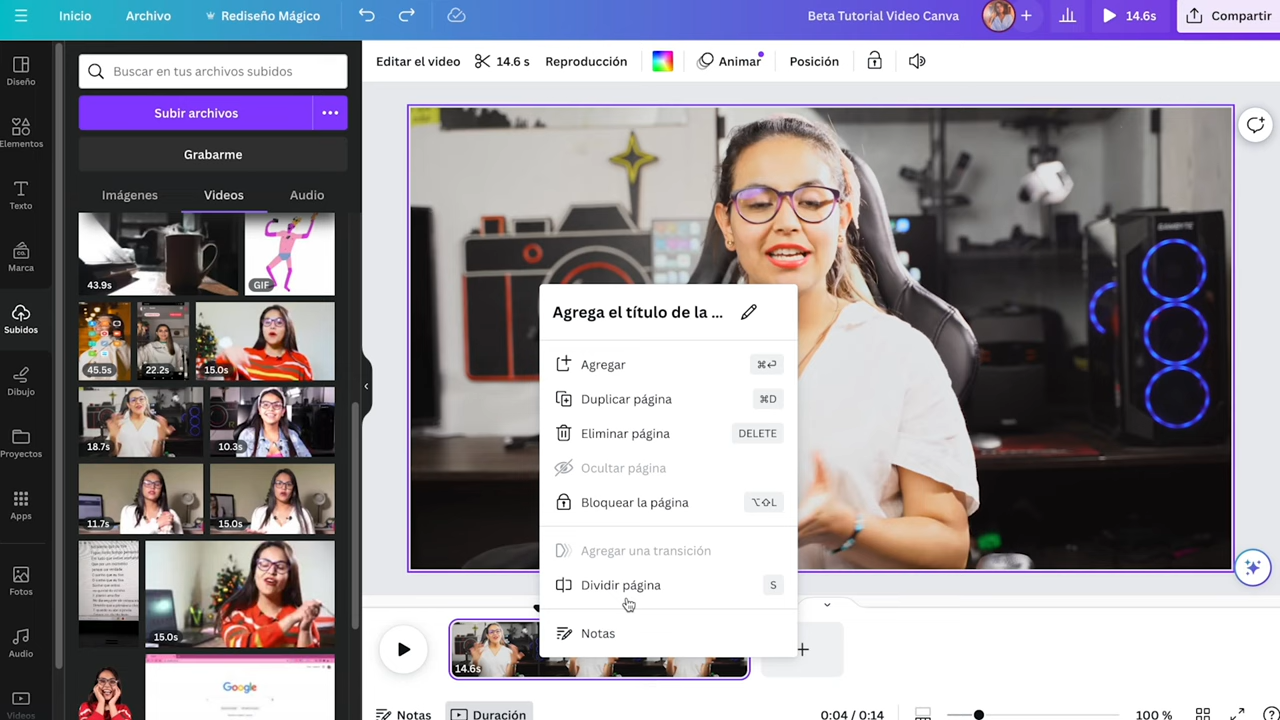 Inicio
Archivo
Rediseño Mágico
Beta Tutorial Video Canva
14.6s
Compartir
Diseño
Elementos
Texto
Marca
Subidos
Dibujo
Proyectos
Apps
Fotos
Audio
Videos
Buscar en tus archivos subidos
Subir archivos
Grabarme
Imágenes
Videos
Audio
43.9s
GIF
45.5s
22.2s
15.0s
18.7s
10.3s
11.7s
15.0s
15.0s
Google
Editar el video
14.6 s
Reproducción
Animar
Posición
Agrega el título de la ...
Agregar
⌘⏎
Duplicar página
⌘D
Eliminar página
DELETE
Ocultar página
Bloquear la página
⌥⇧L
Agregar una transición
Dividir página
S
Notas
14.6s
Notas
Duración
0:04 / 0:14
100 %